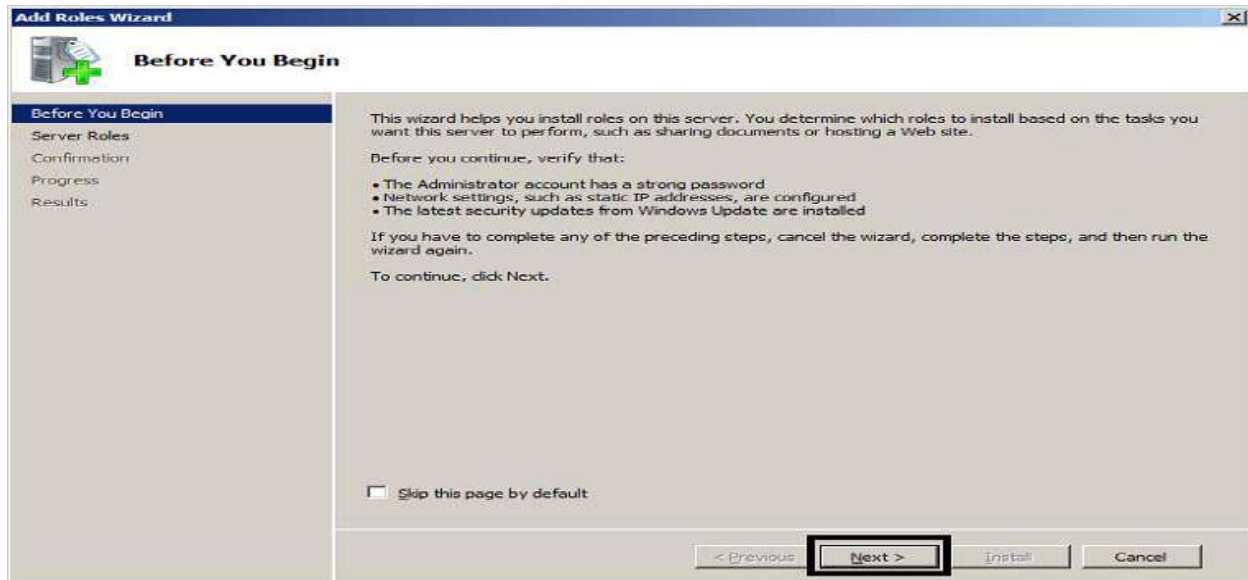 Add Roles Wizard
Before You Begin
Before You Begin
Server Roles
Confirmation
Progress
Results
This wizard helps you install roles on this server. You determine which roles to install based on the tasks you
want this server to perform, such as sharing documents or hosting a Web site.
Before you continue, verify that:
• The Administrator account has a strong password
• Network settings, such as static IP addresses, are configured
• The latest security updates from Windows Update are installed
If you have to complete any of the preceding steps, cancel the wizard, complete the steps, and then run the
wizard again.
To continue, click Next.
Skip this page by default
< Previous Next > Install Cancel